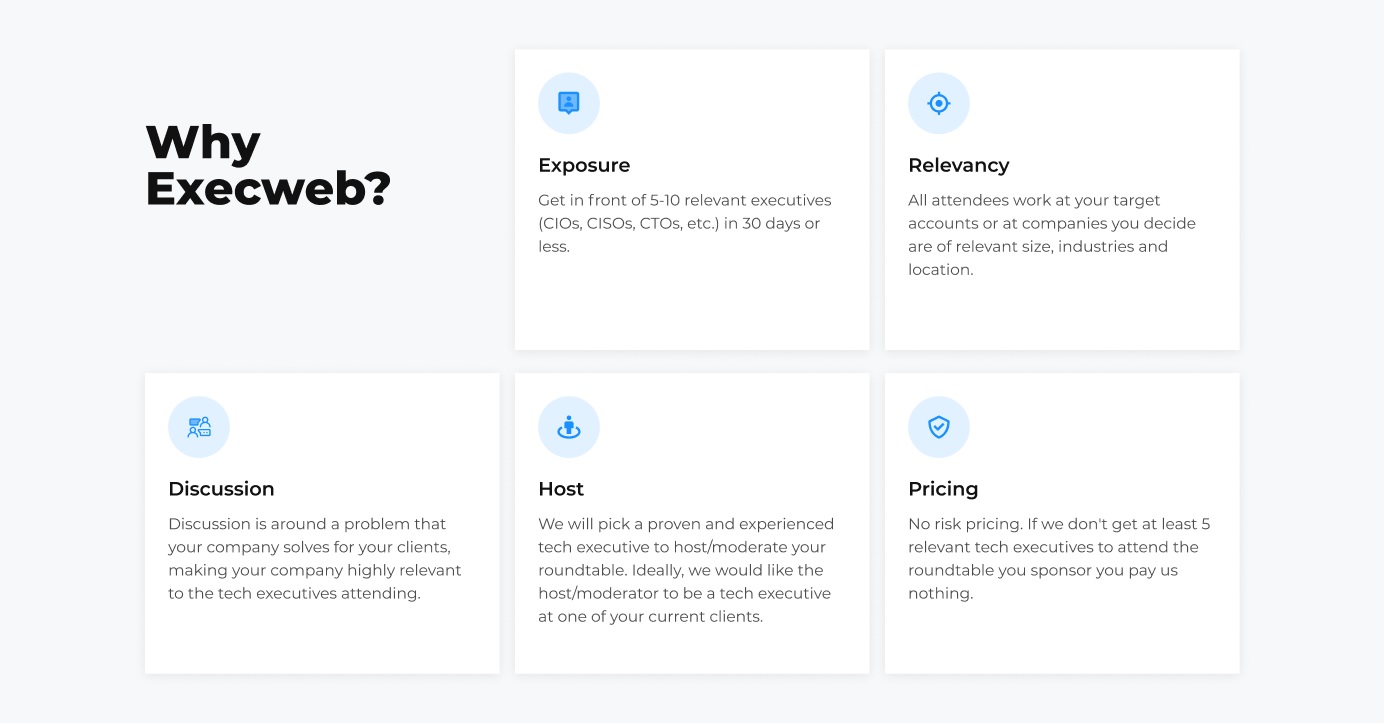 Why
Execweb?
Exposure
Get in front of 5-10 relevant executives
(CIOs, CISOs, CTOs, etc.) in 30 days or
less.
Relevancy
All attendees work at your target
accounts or at companies you decide
are of relevant size, industries and
location.
Discussion
Discussion is around a problem that
your company solves for your clients,
making your company highly relevant
to the tech executives attending.
Host
We will pick a proven and experienced
tech executive to host/moderate your
roundtable. Ideally, we would like the
host/moderator to be a tech executive
at one of your current clients.
Pricing
No risk pricing. If we don't get at least 5
relevant tech executives to attend the
roundtable you sponsor you pay us
nothing.